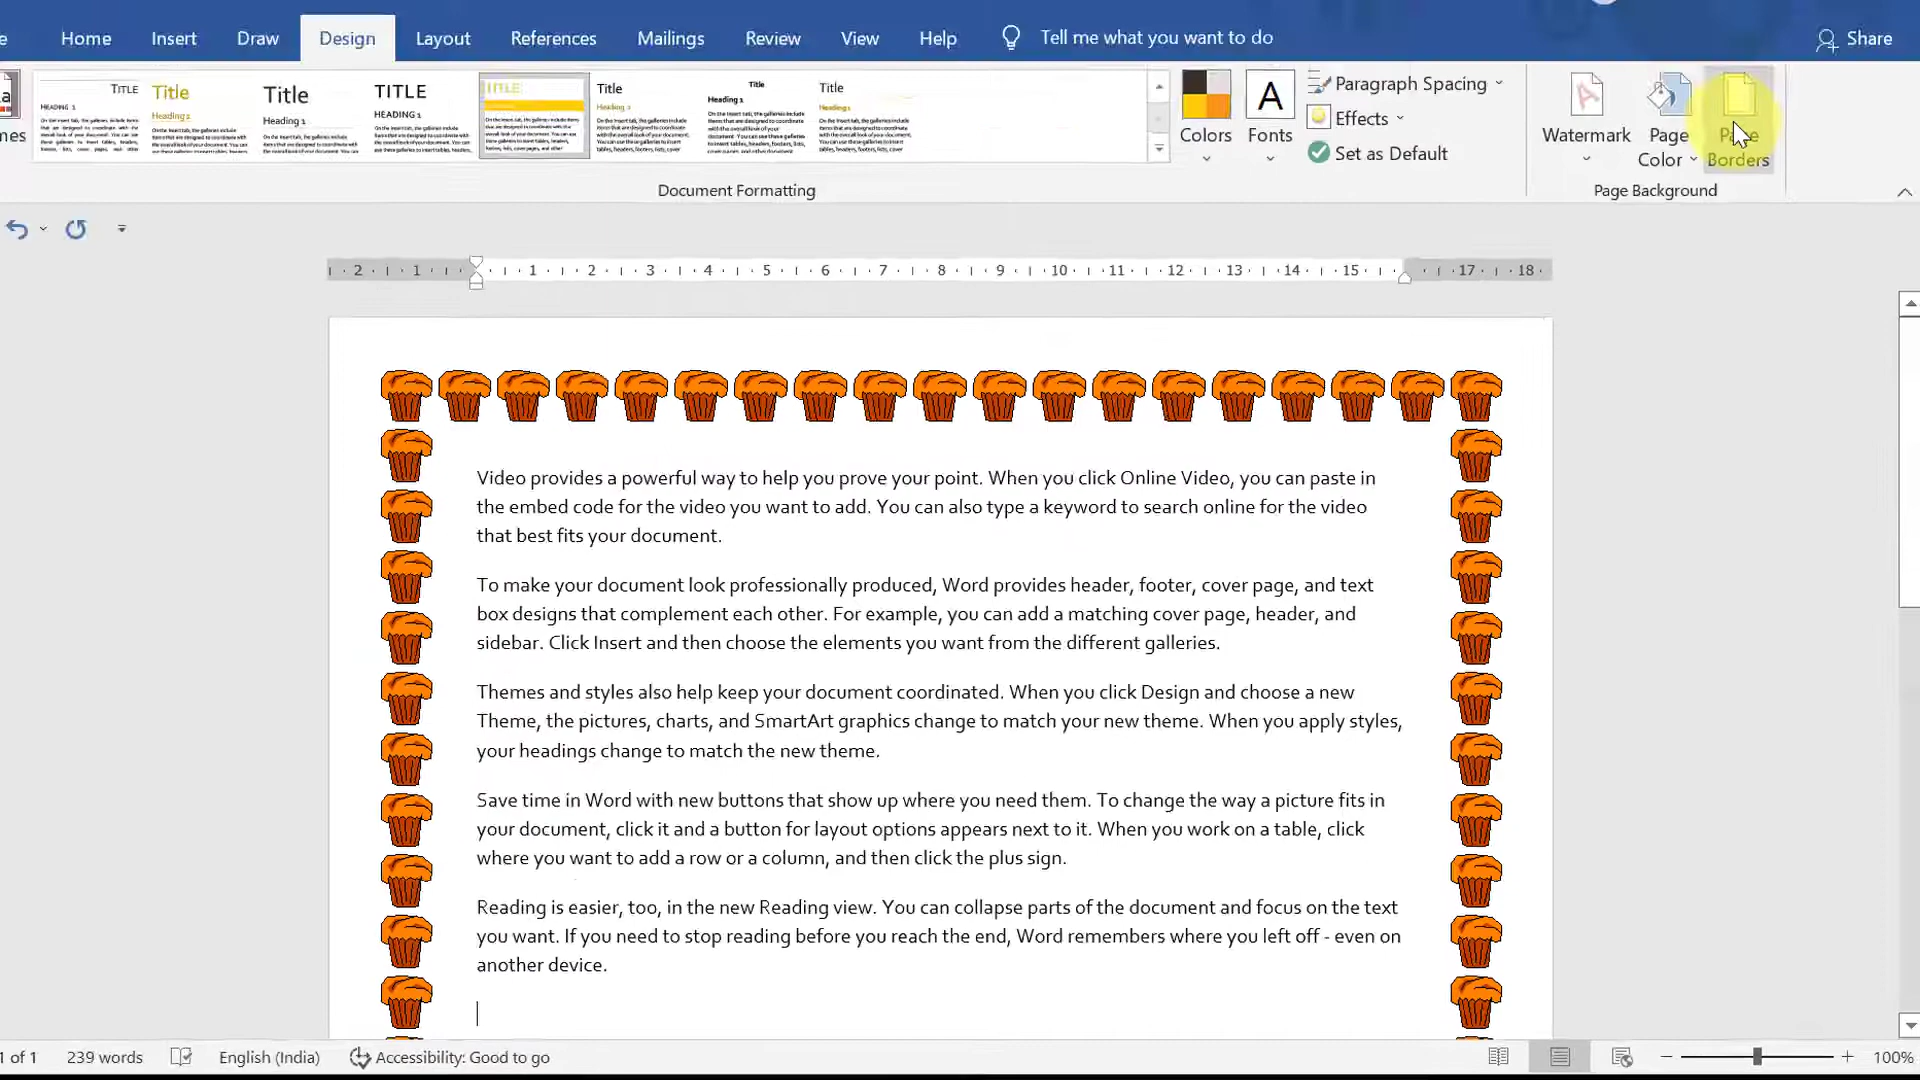 Home Insert Draw Design Layout References Mailings Review View Help Tell me what you want to do Share
TITLE Title Title TITLE TITLE Title Title Title
HEADING 1 Heading 1 Heading 1 HEADING 1 Heading 1 Heading 1 Heading 1
Colors Fonts Paragraph Spacing
Effects
Set as Default
Watermark Page Color Page Borders
Document Formatting Page Background
2 1 1 2 3 4 5 6 7 8 9 10 11 12 13 14 15 17 18
Video provides a powerful way to help you prove your point. When you click Online Video, you can paste in
the embed code for the video you want to add. You can also type a keyword to search online for the video
that best fits your document.
To make your document look professionally produced, Word provides header, footer, cover page, and text
box designs that complement each other. For example, you can add a matching cover page, header, and
sidebar. Click Insert and then choose the elements you want from the different galleries.
Themes and styles also help keep your document coordinated. When you click Design and choose a new
Theme, the pictures, charts, and SmartArt graphics change to match your new theme. When you apply styles,
your headings change to match the new theme.
Save time in Word with new buttons that show up where you need them. To change the way a picture fits in
your document, click it and a button for layout options appears next to it. When you work on a table, click
where you want to add a row or a column, and then click the plus sign.
Reading is easier, too, in the new Reading view. You can collapse parts of the document and focus on the text
you want. If you need to stop reading before you reach the end, Word remembers where you left off - even on
another device.
1 of 1 239 words English (India) Accessibility: Good to go 100%